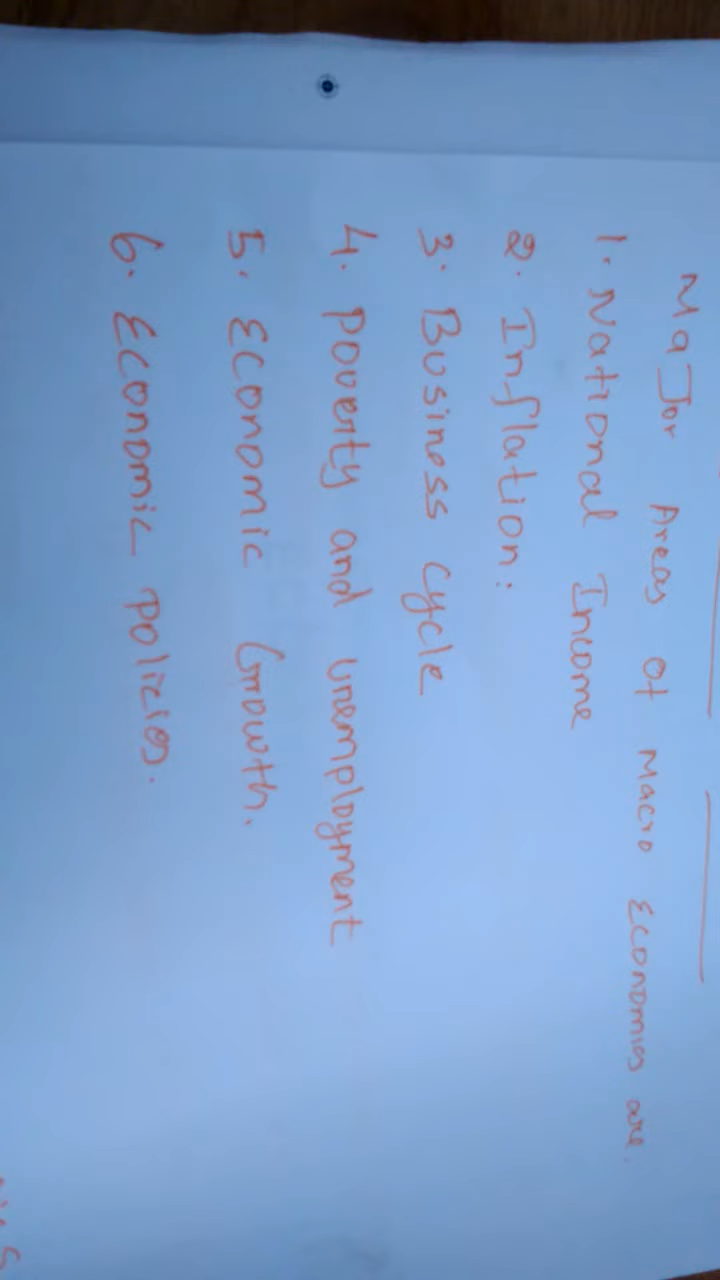 Major Areas of Macro Economics are.
1. National Income
2. Inflation:
3. Business Cycle
4. Poverty and Unemployment
5. Economic Growth.
6. Economic policies.